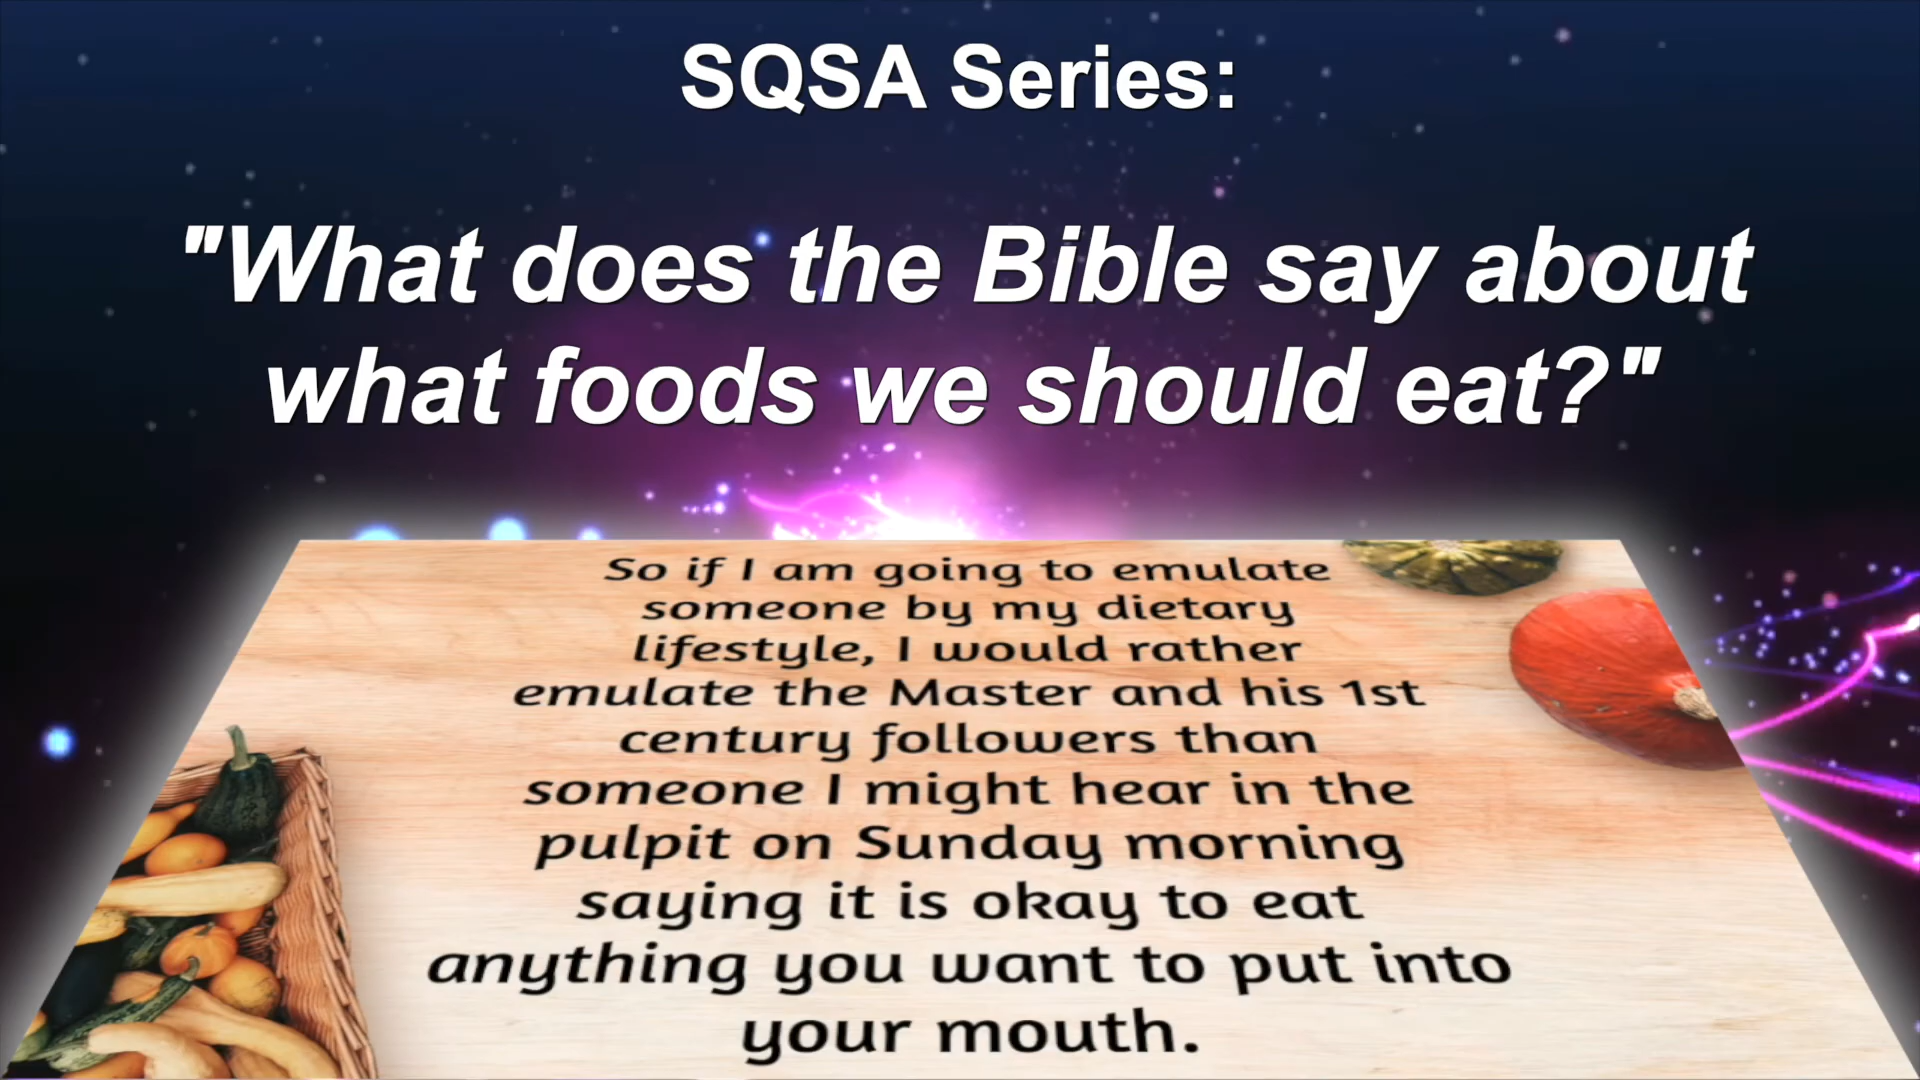 SQSA Series:
"What does the Bible say about
what foods we should eat?"
So if I am going to emulate
someone by my dietary
lifestyle, I would rather
emulate the Master and his 1st
century followers than
someone I might hear in the
pulpit on Sunday morning
saying it is okay to eat
anything you want to put into
your mouth.